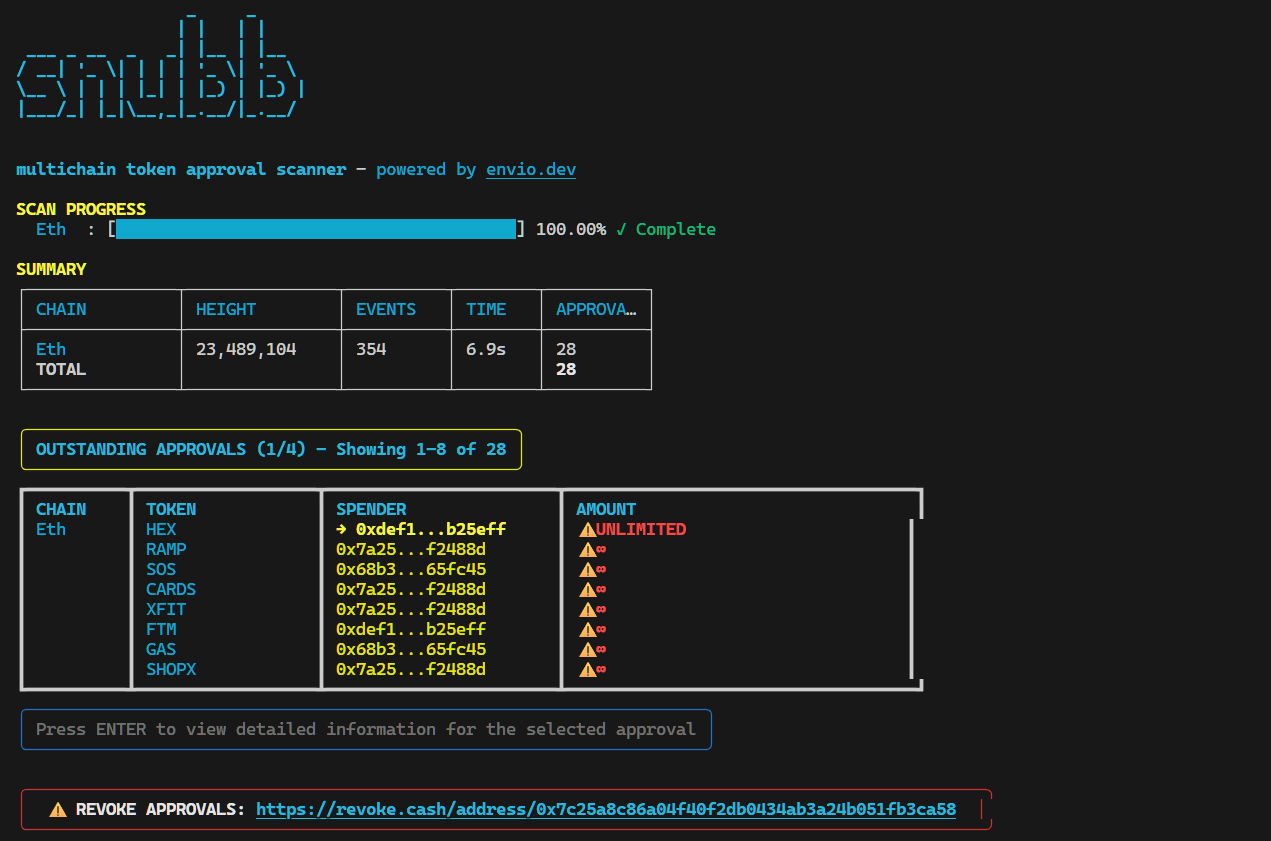 snubb
multichain token approval scanner — powered by envio.dev
SCAN PROGRESS
Eth : [ ] 100.00% ✓ Complete
SUMMARY
CHAIN HEIGHT EVENTS TIME APPROVA…
Eth 23,489,104 354 6.9s 28
TOTAL 28
OUTSTANDING APPROVALS (1/4) - Showing 1-8 of 28
CHAIN TOKEN SPENDER AMOUNT
Eth HEX → 0xdef1...b25eff ⚠️UNLIMITED
RAMP 0x7a25...f2488d ⚠️∞
SOS 0x68b3...65fc45 ⚠️∞
CARDS 0x7a25...f2488d ⚠️∞
XFIT 0x7a25...f2488d ⚠️∞
FTM 0xdef1...b25eff ⚠️∞
GAS 0x68b3...65fc45 ⚠️∞
SHOPX 0x7a25...f2488d ⚠️∞
Press ENTER to view detailed information for the selected approval
⚠️ REVOKE APPROVALS: https://revoke.cash/address/0x7c25a8c86a04f40f2db0434ab3a24b051fb3ca58